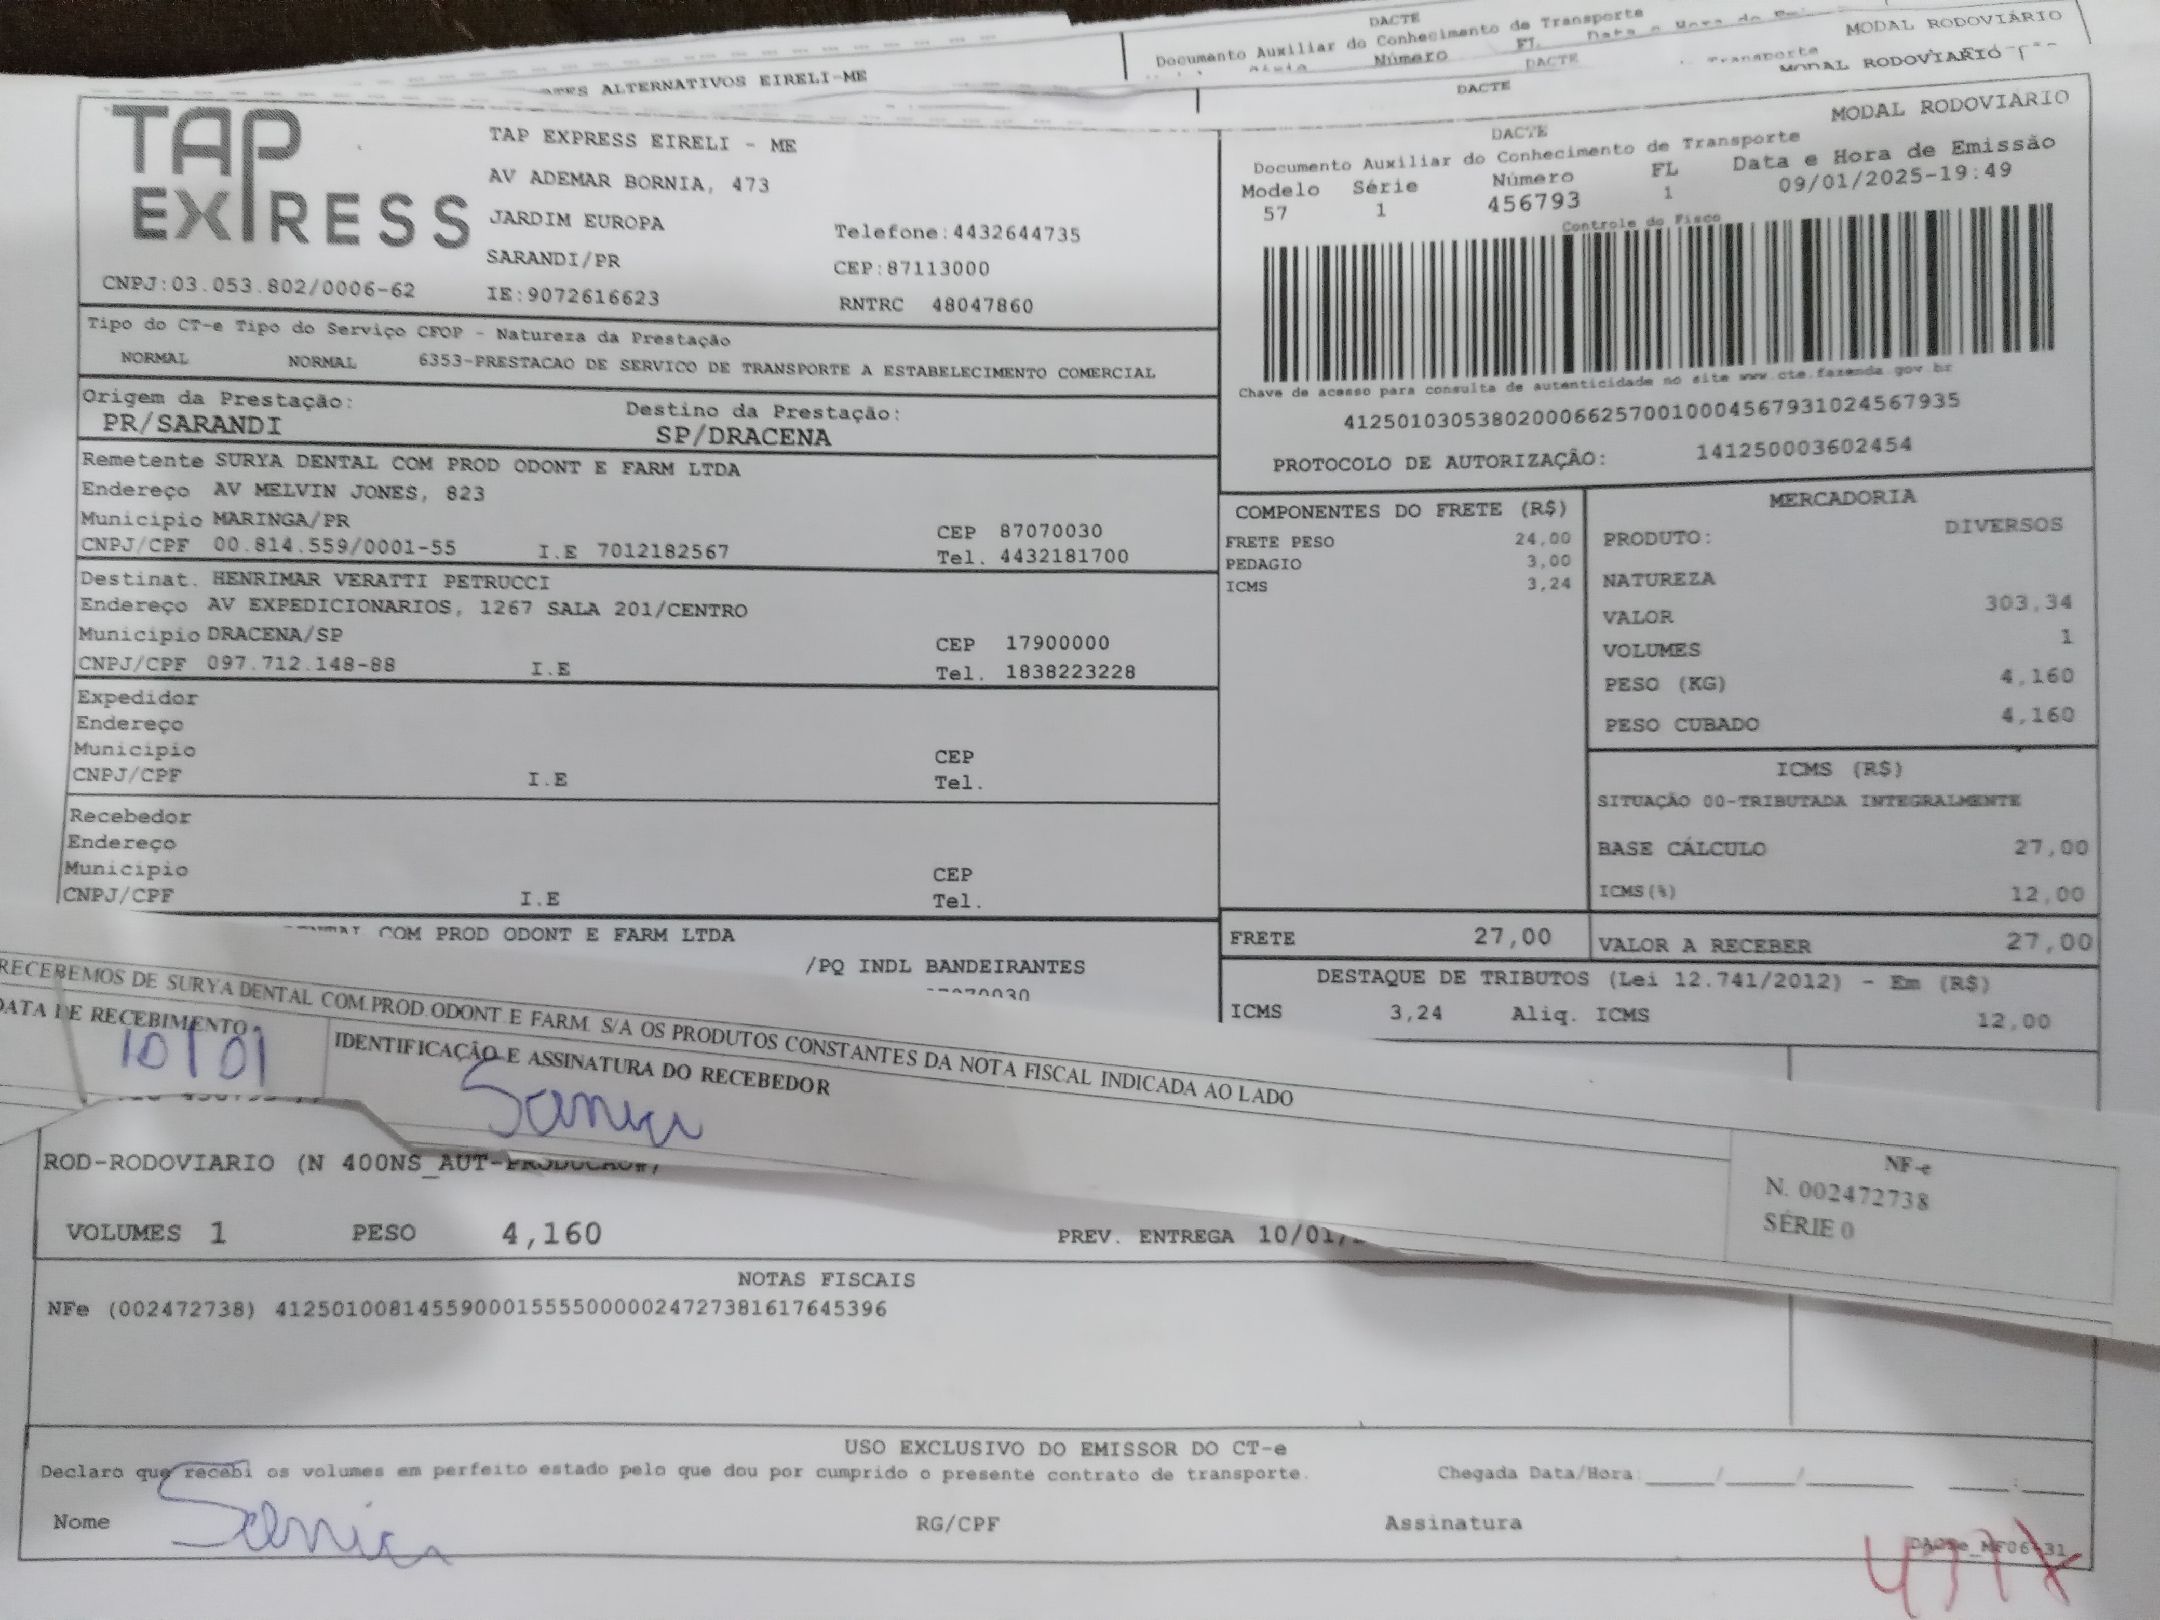 ALTERNATIVOS EIRELI-ME
DACTE
Documento Auxiliar do Conhecimento de Transporte
Número
FL
MODAL RODOVIÁRIO
DACTE
Transporte
MODAL RODOVIÁRIO
DACTE
TAP EXPRESS
TAP EXPRESS EIRELI - ME
AV ADEMAR BORNIA, 473
JARDIM EUROPA
Telefone:4432644735
SARANDI/PR
CEP:87113000
CNPJ:03.053.802/0006-62
IE:9072616623
RNTRC 48047860
MODAL RODOVIÁRIO
DACTE
Documento Auxiliar do Conhecimento de Transporte
Modelo Série Número FL Data e Hora de Emissão
57 1 456793 1 09/01/2025-19:49
Controle do Fisco
Chave de acesso para consulta de autenticidade no site www.cte.fazenda.gov.br
41250103053802000662570010004567931024567935
PROTOCOLO DE AUTORIZAÇÃO: 141250003602454
Tipo do CT-e Tipo do Serviço CFOP - Natureza da Prestação
NORMAL NORMAL 6353-PRESTACAO DE SERVICO DE TRANSPORTE A ESTABELECIMENTO COMERCIAL
Origem da Prestação: Destino da Prestação:
PR/SARANDI SP/DRACENA
Remetente SURYA DENTAL COM PROD ODONT E FARM LTDA
Endereço AV MELVIN JONES, 823
Municipio MARINGA/PR CEP 87070030
CNPJ/CPF 00.814.559/0001-55 I.E 7012182567 Tel. 4432181700
Destinat. HENRIMAR VERATTI PETRUCCI
Endereço AV EXPEDICIONARIOS, 1267 SALA 201/CENTRO
Municipio DRACENA/SP CEP 17900000
CNPJ/CPF 097.712.148-88 I.E Tel. 1838223228
Expedidor
Endereço
Municipio CEP
CNPJ/CPF I.E Tel.
Recebedor
Endereço
Municipio CEP
CNPJ/CPF I.E Tel.
COM PROD ODONT E FARM LTDA
/PQ INDL BANDEIRANTES
COMPONENTES DO FRETE (R$)
FRETE PESO 24,00
PEDAGIO 3,00
ICMS 3,24
MERCADORIA
PRODUTO: DIVERSOS
NATUREZA
VALOR 303,34
VOLUMES 1
PESO (KG) 4,160
PESO CUBADO 4,160
ICMS (R$)
SITUAÇÃO 00-TRIBUTADA INTEGRALMENTE
BASE CÁLCULO 27,00
ICMS(%) 12,00
FRETE 27,00 VALOR A RECEBER 27,00
DESTAQUE DE TRIBUTOS (Lei 12.741/2012) - Em (R$)
ICMS 3,24 Aliq. ICMS 12,00
RECEBEMOS DE SURYA DENTAL COM.PROD.ODONT.E FARM. S/A OS PRODUTOS CONSTANTES DA NOTA FISCAL INDICADA AO LADO
DATA DE RECEBIMENTO
10/01
IDENTIFICAÇÃO E ASSINATURA DO RECEBEDOR
NF-e
N. 002472738
SÉRIE 0
ROD-RODOVIARIO (N 400NS_AUT-PRODUCAO#)
VOLUMES 1 PESO 4,160 PREV. ENTREGA 10/01/
NOTAS FISCAIS
NFe (002472738) 41250100814559000155550000024727381617645396
USO EXCLUSIVO DO EMISSOR DO CT-e
Declaro que recebi os volumes em perfeito estado pelo que dou por cumprido o presente contrato de transporte. Chegada Data/Hora:____/____/______ ____:____
Nome RG/CPF Assinatura